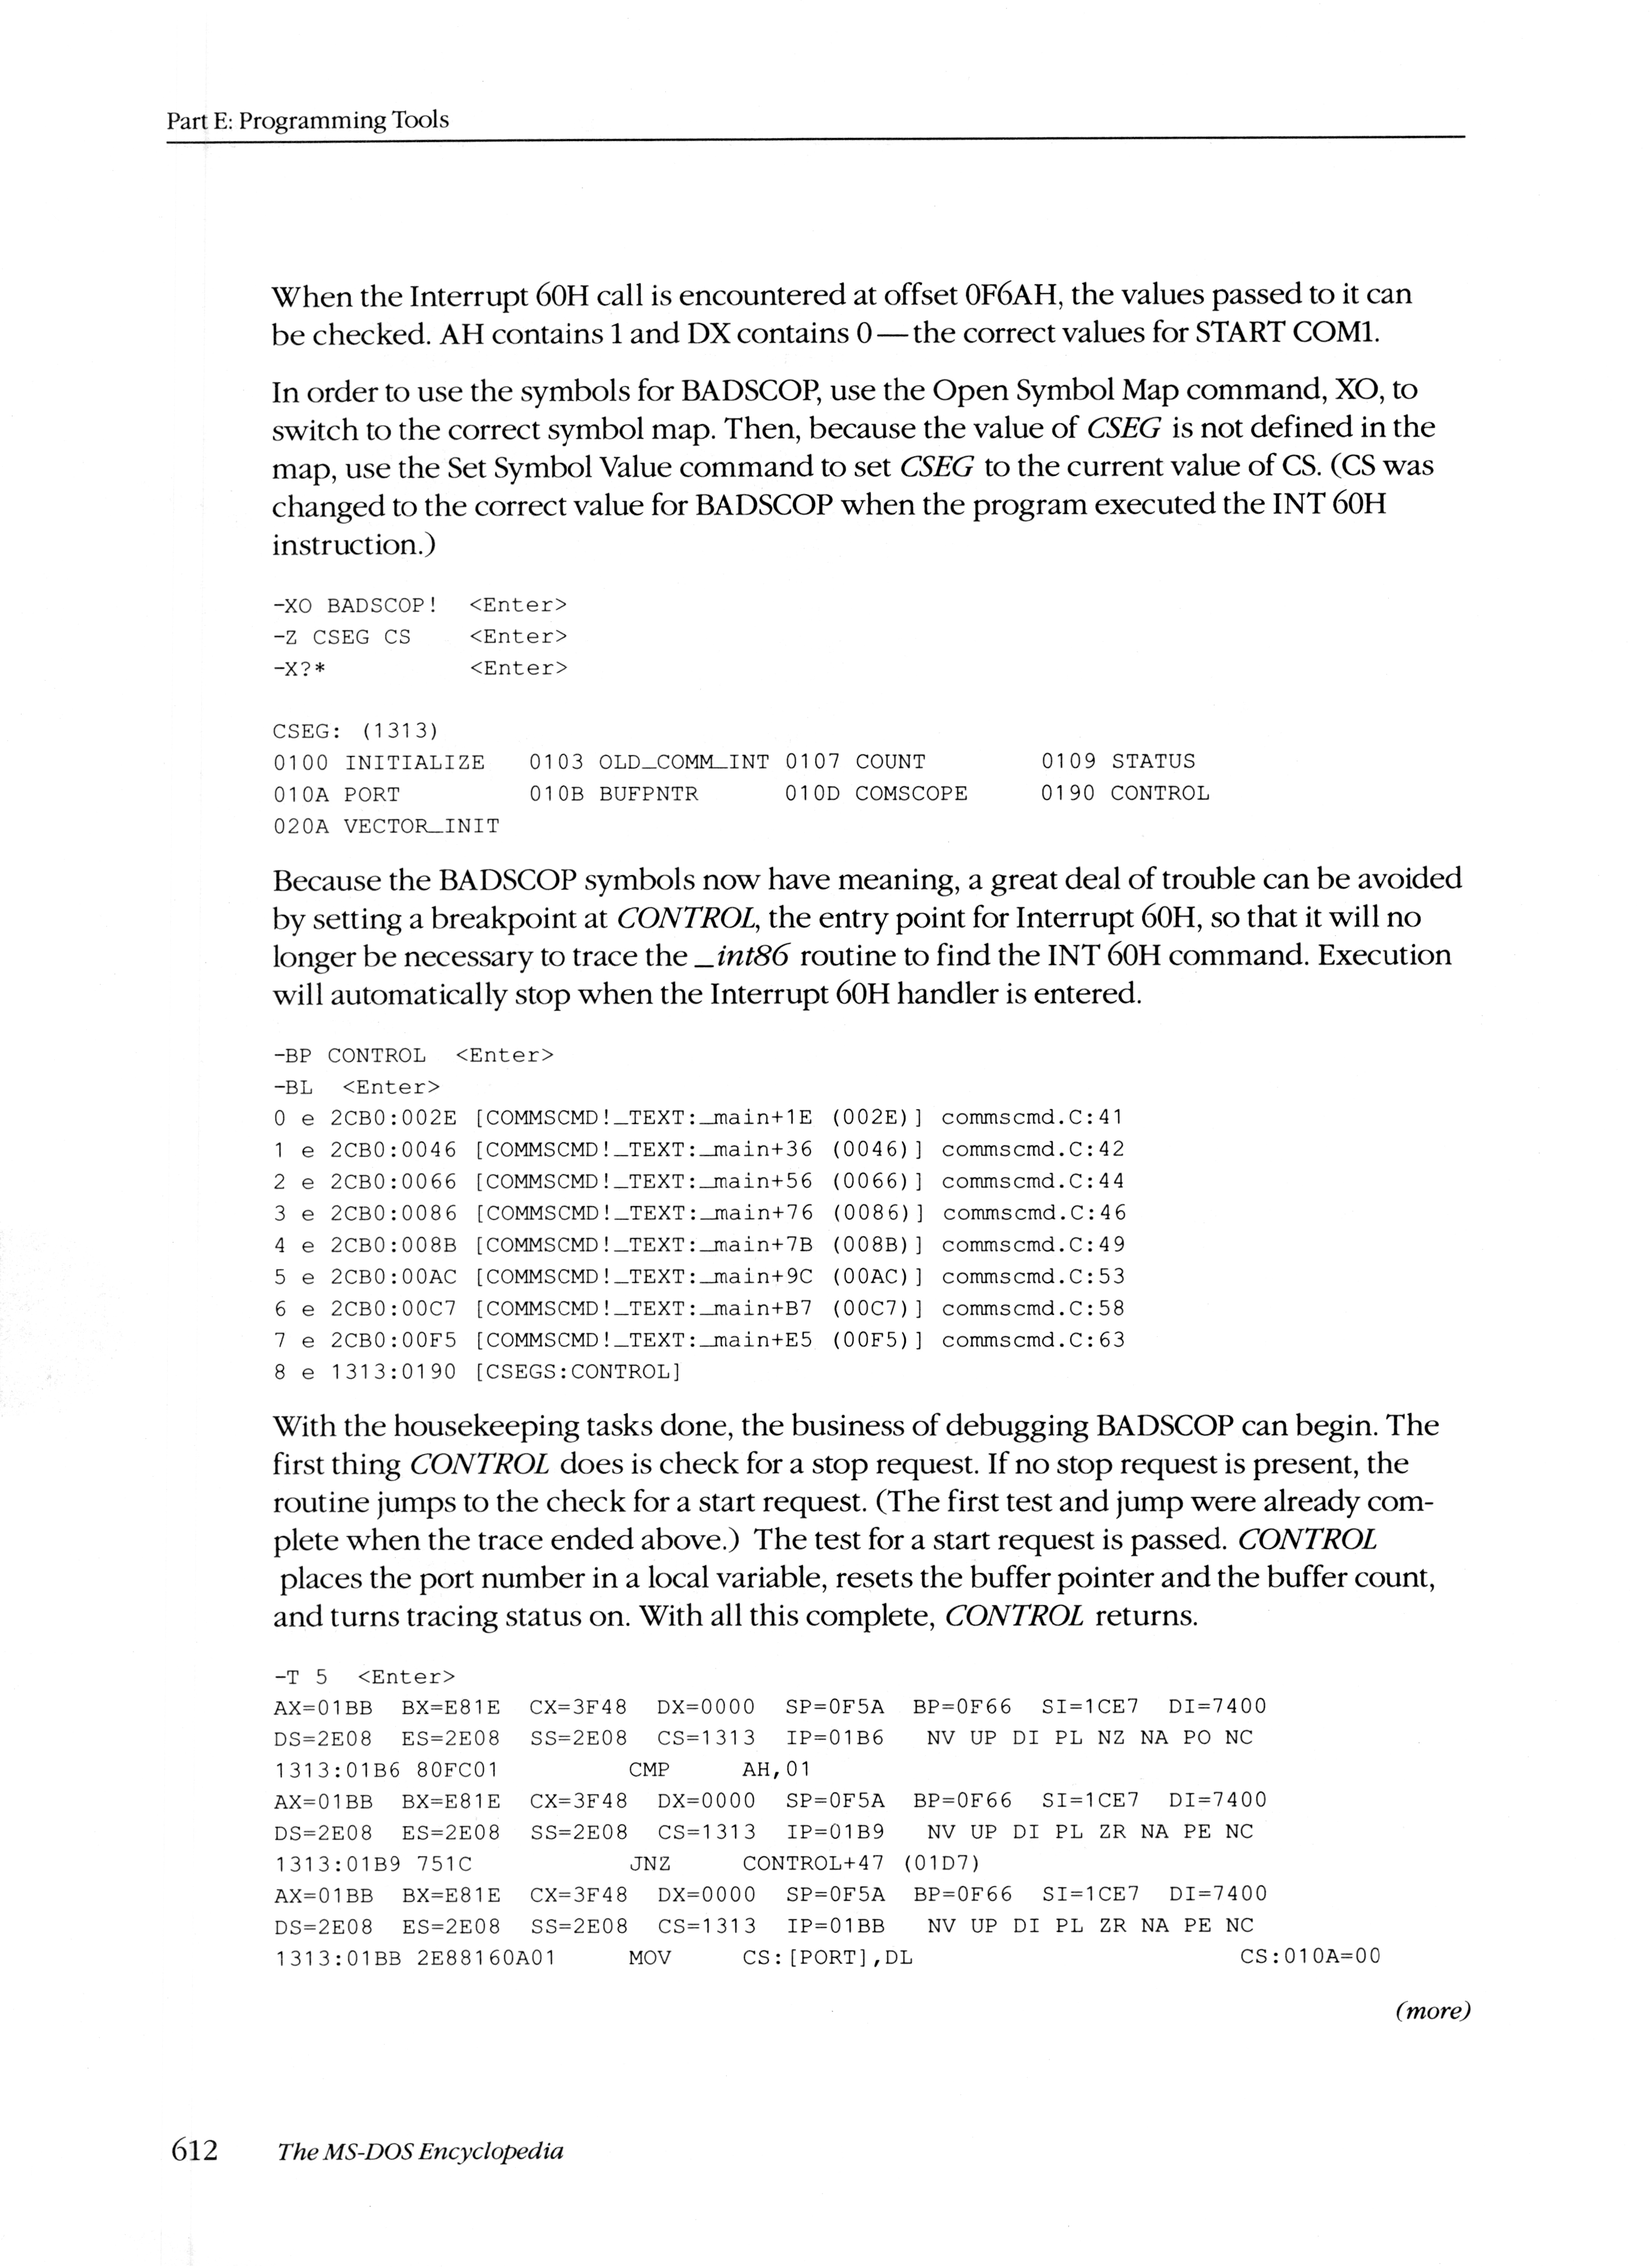 Part E: Programming Tools
When the Interrupt 60H call is encountered at offset 0F6AH, the values passed to it can
be checked. AH contains 1 and DX contains 0—the correct values for START COM1.
In order to use the symbols for BADSCOP, use the Open Symbol Map command, XO, to
switch to the correct symbol map. Then, because the value of CSEG is not defined in the
map, use the Set Symbol Value command to set CSEG to the current value of CS. (CS was
changed to the correct value for BADSCOP when the program executed the INT 60H
instruction.)
-XO BADSCOP!  <Enter>
-Z CSEG CS    <Enter>
-X?*          <Enter>
CSEG: (1313)
0100 INITIALIZE   0103 OLD_COMM_INT 0107 COUNT        0109 STATUS
010A PORT         010B BUFPNTR      010D COMSCOPE     0190 CONTROL
020A VECTOR_INIT
Because the BADSCOP symbols now have meaning, a great deal of trouble can be avoided
by setting a breakpoint at CONTROL, the entry point for Interrupt 60H, so that it will no
longer be necessary to trace the _int86 routine to find the INT 60H command. Execution
will automatically stop when the Interrupt 60H handler is entered.
-BP CONTROL  <Enter>
-BL  <Enter>
0 e 2CB0:002E [COMMSCMD!_TEXT:_main+1E (002E)] commscmd.C:41
1 e 2CB0:0046 [COMMSCMD!_TEXT:_main+36 (0046)] commscmd.C:42
2 e 2CB0:0066 [COMMSCMD!_TEXT:_main+56 (0066)] commscmd.C:44
3 e 2CB0:0086 [COMMSCMD!_TEXT:_main+76 (0086)] commscmd.C:46
4 e 2CB0:008B [COMMSCMD!_TEXT:_main+7B (008B)] commscmd.C:49
5 e 2CB0:00AC [COMMSCMD!_TEXT:_main+9C (00AC)] commscmd.C:53
6 e 2CB0:00C7 [COMMSCMD!_TEXT:_main+B7 (00C7)] commscmd.C:58
7 e 2CB0:00F5 [COMMSCMD!_TEXT:_main+E5 (00F5)] commscmd.C:63
8 e 1313:0190 [CSEGS:CONTROL]
With the housekeeping tasks done, the business of debugging BADSCOP can begin. The
first thing CONTROL does is check for a stop request. If no stop request is present, the
routine jumps to the check for a start request. (The first test and jump were already com-
plete when the trace ended above.) The test for a start request is passed. CONTROL
places the port number in a local variable, resets the buffer pointer and the buffer count,
and turns tracing status on. With all this complete, CONTROL returns.
-T 5  <Enter>
AX=01BB  BX=E81E  CX=3F48  DX=0000  SP=0F5A  BP=0F66  SI=1CE7  DI=7400
DS=2E08  ES=2E08  SS=2E08  CS=1313  IP=01B6   NV UP DI PL NZ NA PO NC
1313:01B6 80FC01         CMP     AH,01
AX=01BB  BX=E81E  CX=3F48  DX=0000  SP=0F5A  BP=0F66  SI=1CE7  DI=7400
DS=2E08  ES=2E08  SS=2E08  CS=1313  IP=01B9   NV UP DI PL ZR NA PE NC
1313:01B9 751C           JNZ     CONTROL+47 (01D7)
AX=01BB  BX=E81E  CX=3F48  DX=0000  SP=0F5A  BP=0F66  SI=1CE7  DI=7400
DS=2E08  ES=2E08  SS=2E08  CS=1313  IP=01BB   NV UP DI PL ZR NA PE NC
1313:01BB 2E88160A01     MOV     CS:[PORT],DL                       CS:010A=00
(more)
612   The MS-DOS Encyclopedia